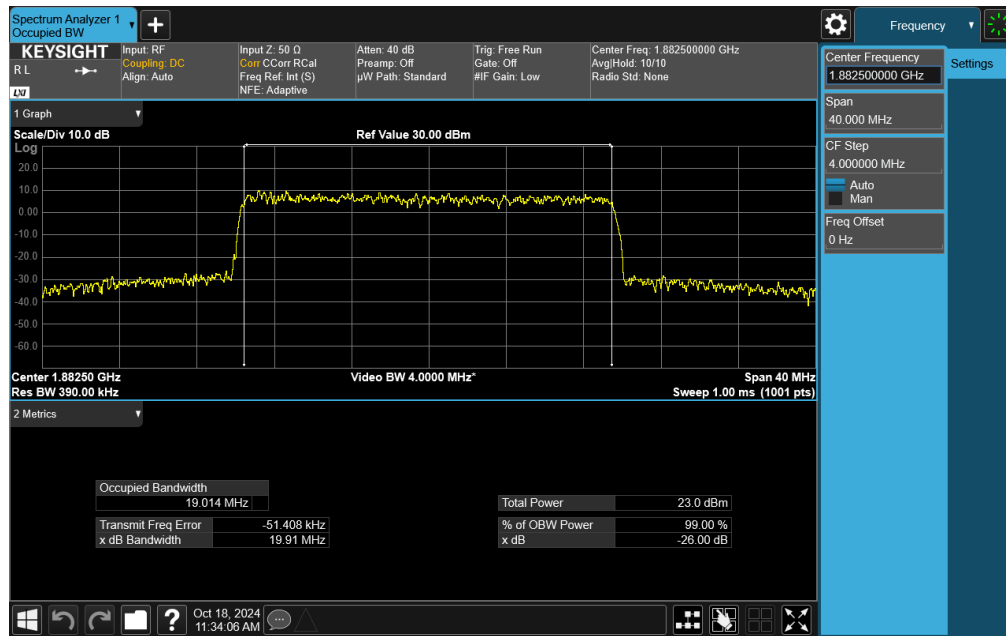 Spectrum Analyzer 1
Occupied BW
Frequency
KEYSIGHT
R L
LXI
Input: RF
Coupling: DC
Align: Auto
Input Z: 50 Ω
Corr CCorr RCal
Freq Ref: Int (S)
NFE: Adaptive
Atten: 40 dB
Preamp: Off
µW Path: Standard
Trig: Free Run
Gate: Off
#IF Gain: Low
Center Freq: 1.882500000 GHz
Avg|Hold: 10/10
Radio Std: None
Center Frequency
1.882500000 GHz
Settings
Span
40.000 MHz
CF Step
4.000000 MHz
Auto
Man
Freq Offset
0 Hz
1 Graph
Scale/Div 10.0 dB
Ref Value 30.00 dBm
Log
20.0
10.0
0.00
-10.0
-20.0
-30.0
-40.0
-50.0
-60.0
Center 1.88250 GHz
Video BW 4.0000 MHz*
Span 40 MHz
Res BW 390.00 kHz
Sweep 1.00 ms (1001 pts)
2 Metrics
Occupied Bandwidth
19.014 MHz
Total Power 23.0 dBm
Transmit Freq Error -51.408 kHz
% of OBW Power 99.00 %
x dB Bandwidth 19.91 MHz
x dB -26.00 dB
?
Oct 18, 2024
11:34:06 AM